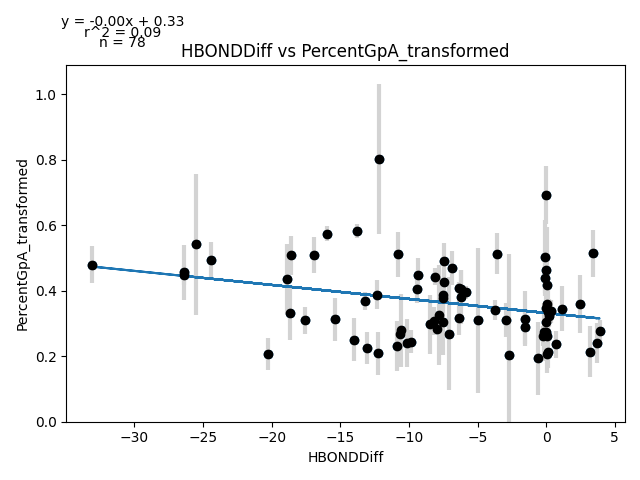 y = -0.00x + 0.33
r^2 = 0.09
n = 78
HBONDDiff vs PercentGpA_transformed
PercentGpA_transformed
1.0
0.8
0.6
0.4
0.2
0.0
−30
−25
−20
−15
−10
−5
0
5
HBONDDiff